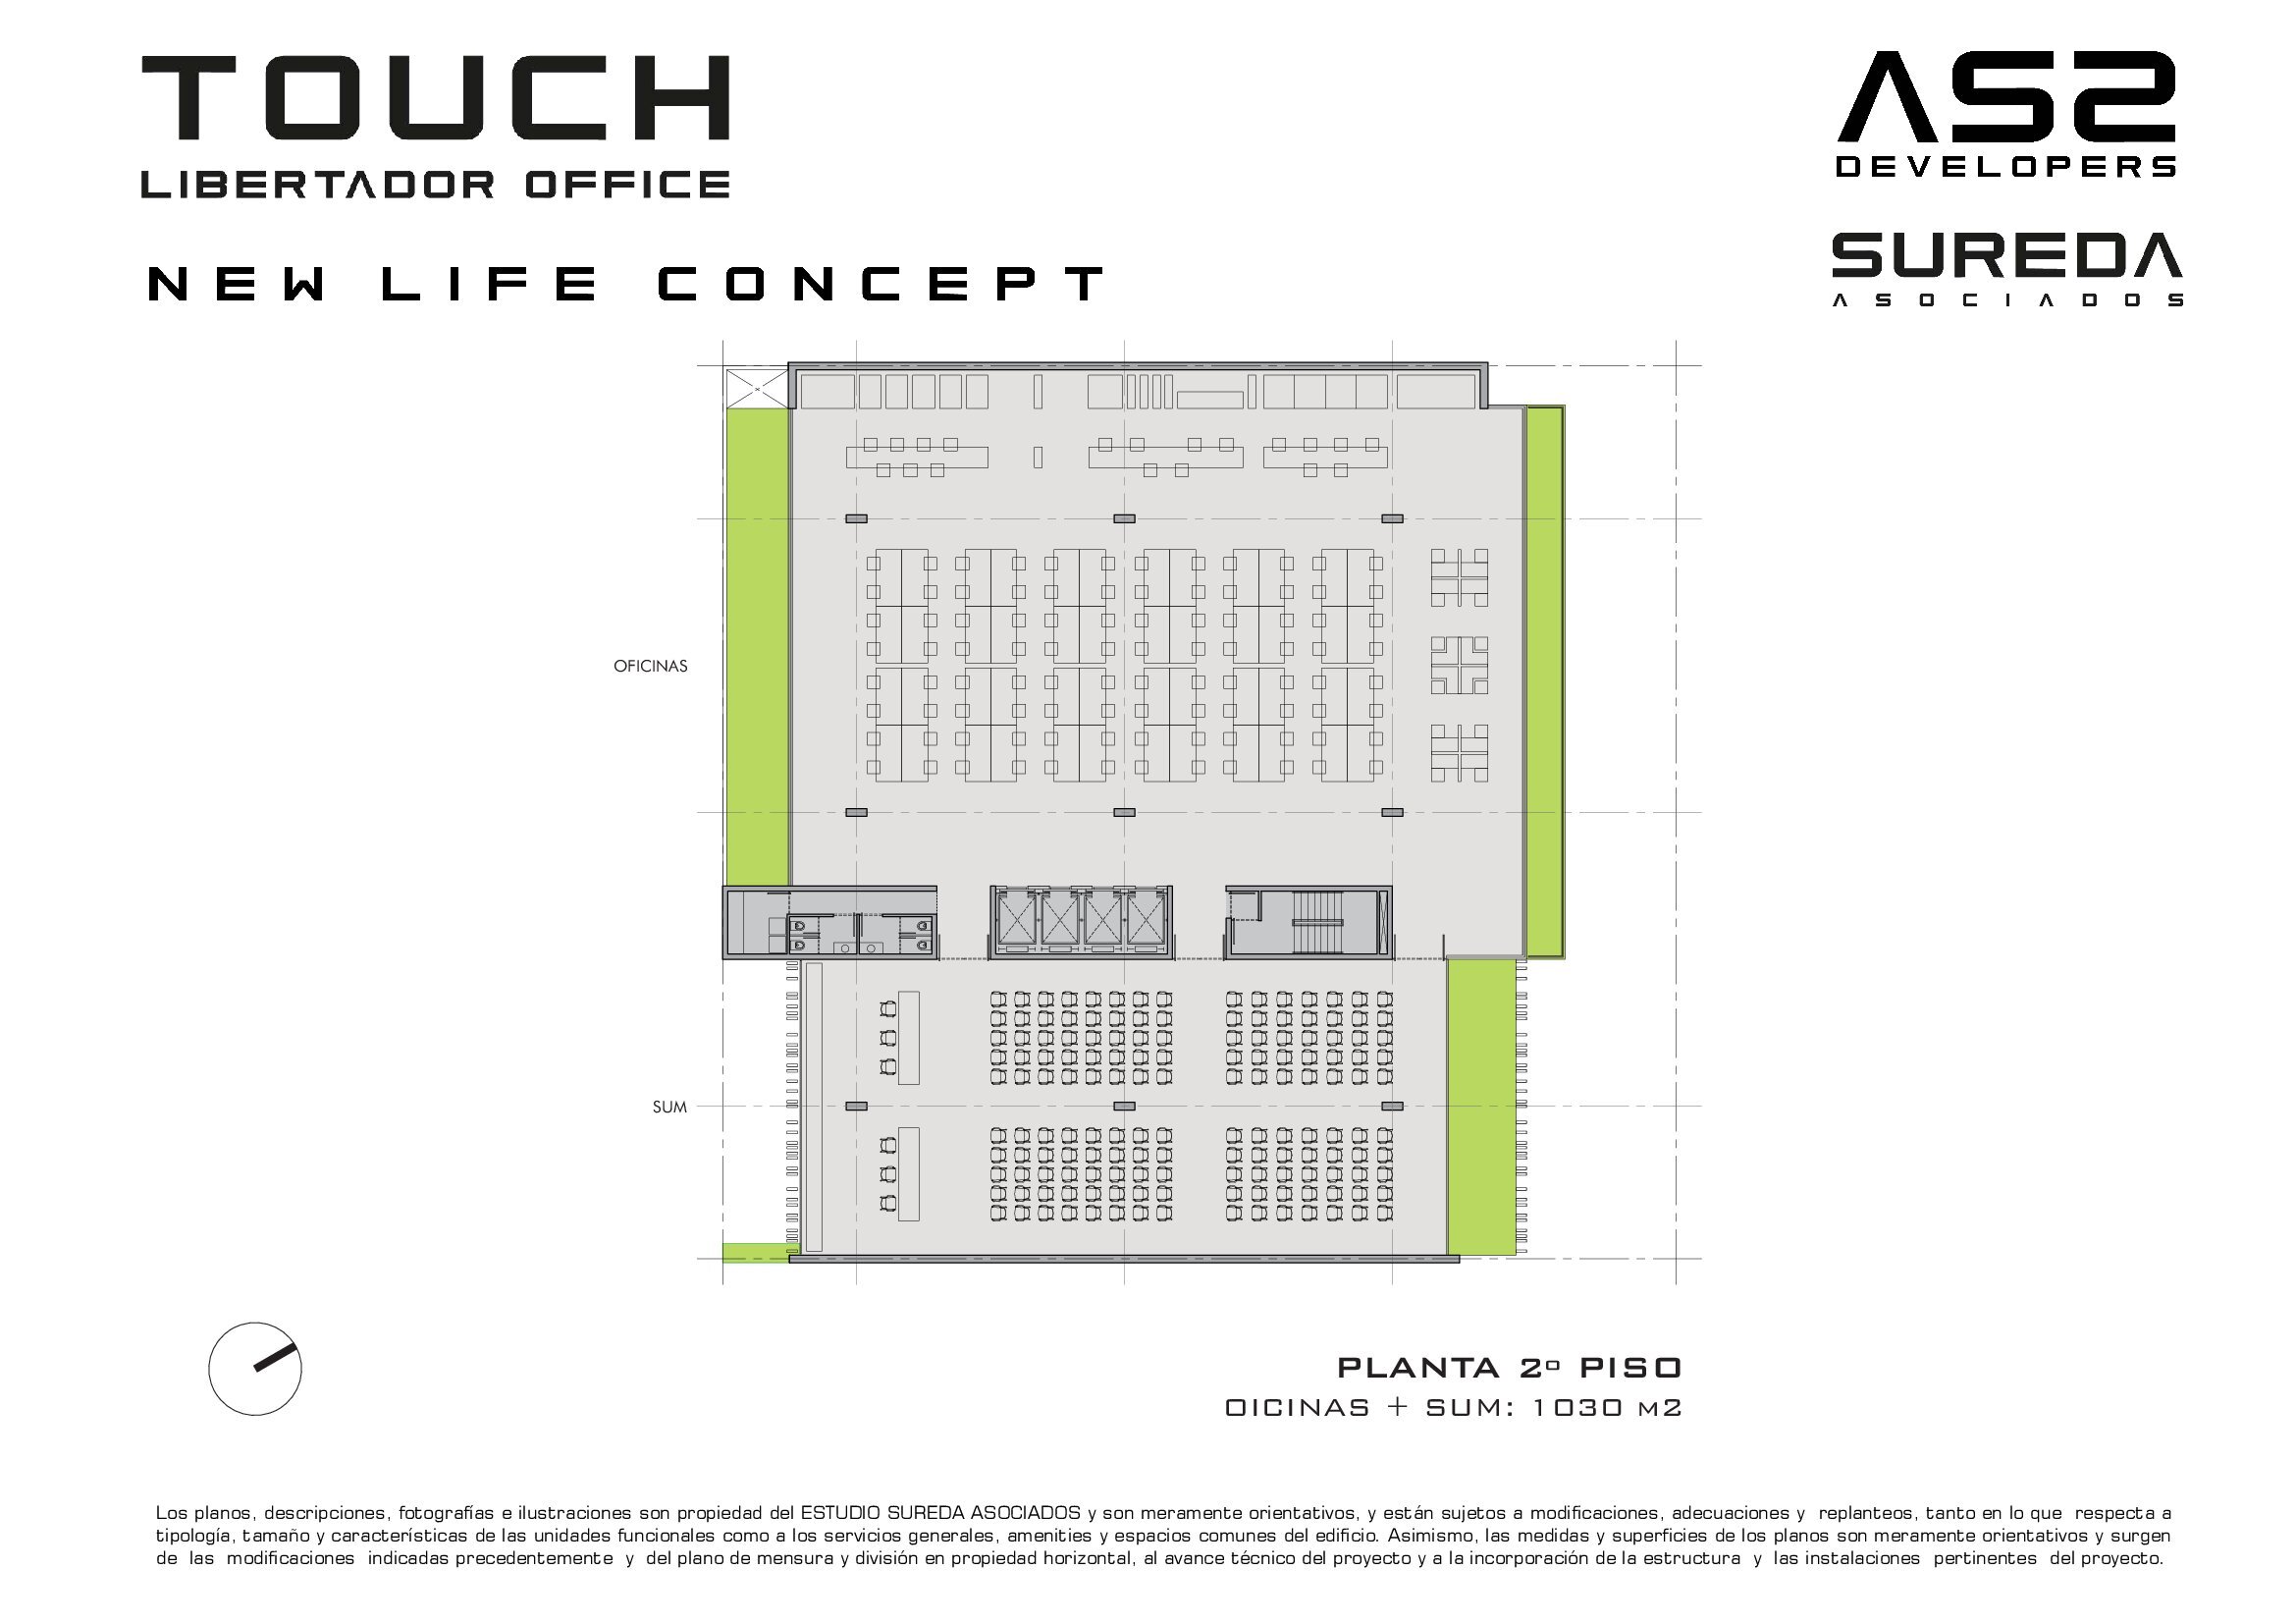 TOUCH
LIBERTADOR OFFICE
NEW LIFE CONCEPT
AS2
DEVELOPERS
SUREDA
ASOCIADOS
OFICINAS
SUM
PLANTA 2º PISO
OICINAS + SUM: 1030 M2
Los planos, descripciones, fotografías e ilustraciones son propiedad del ESTUDIO SUREDA ASOCIADOS y son meramente orientativos, y están sujetos a modificaciones, adecuaciones y replanteos, tanto en lo que respecta a
tipología, tamaño y características de las unidades funcionales como a los servicios generales, amenities y espacios comunes del edificio. Asimismo, las medidas y superficies de los planos son meramente orientativos y surgen
de las modificaciones indicadas precedentemente y del plano de mensura y división en propiedad horizontal, al avance técnico del proyecto y a la incorporación de la estructura y las instalaciones pertinentes del proyecto.